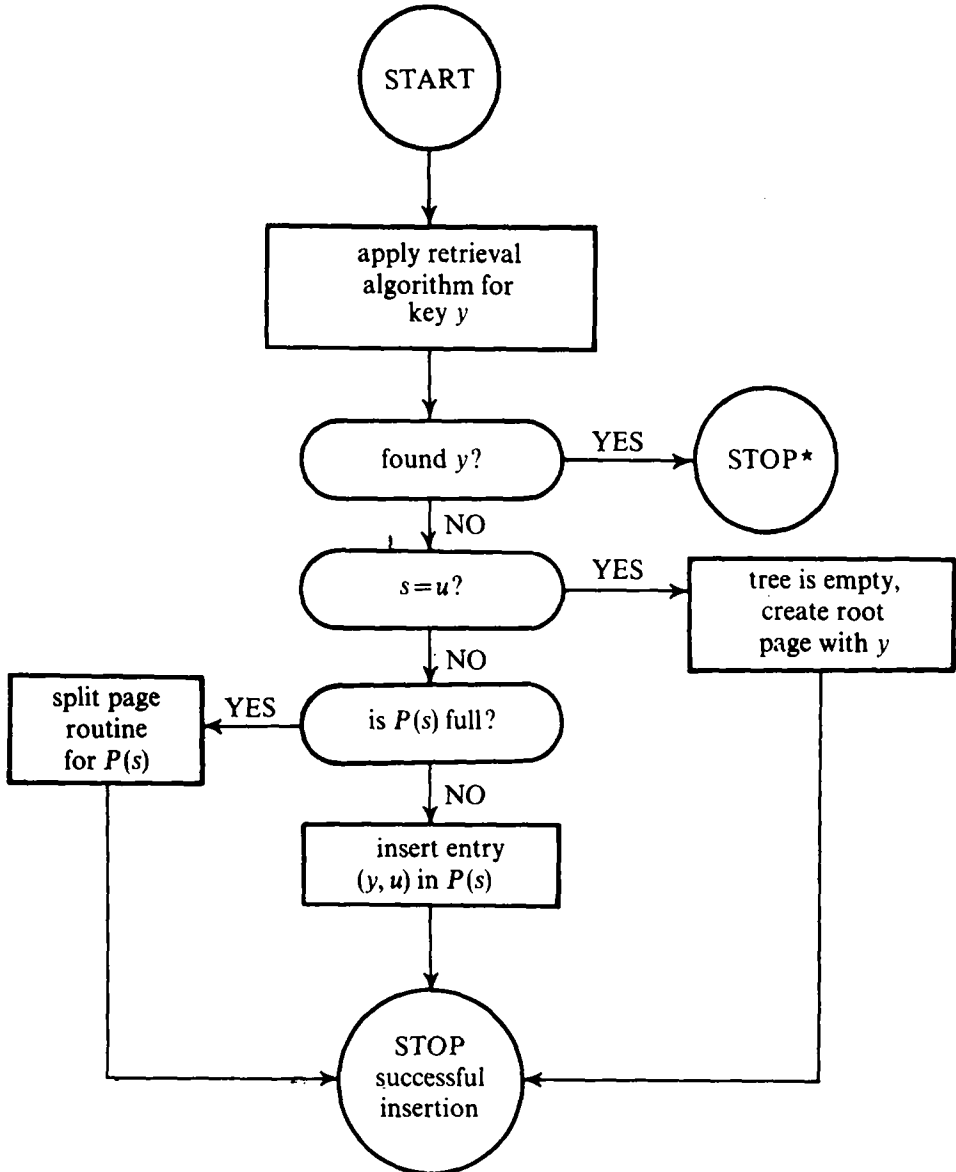 START
apply retrieval
algorithm for
key y
found y?
YES
STOP*
NO
s=u?
YES
tree is empty,
create root
page with y
NO
split page
routine
for P(s)
YES
is P(s) full?
NO
insert entry
(y, u) in P(s)
STOP
successful
insertion